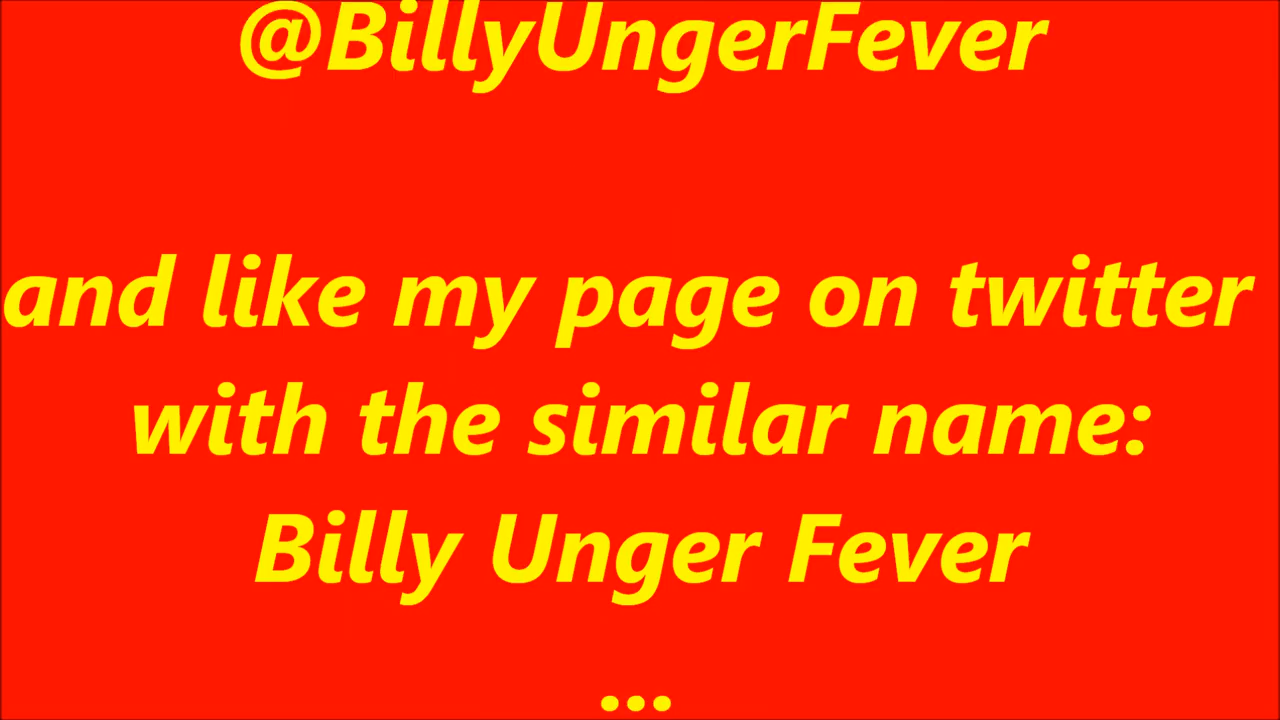 @BillyUngerFever
and like my page on twitter
with the similar name:
Billy Unger Fever
...